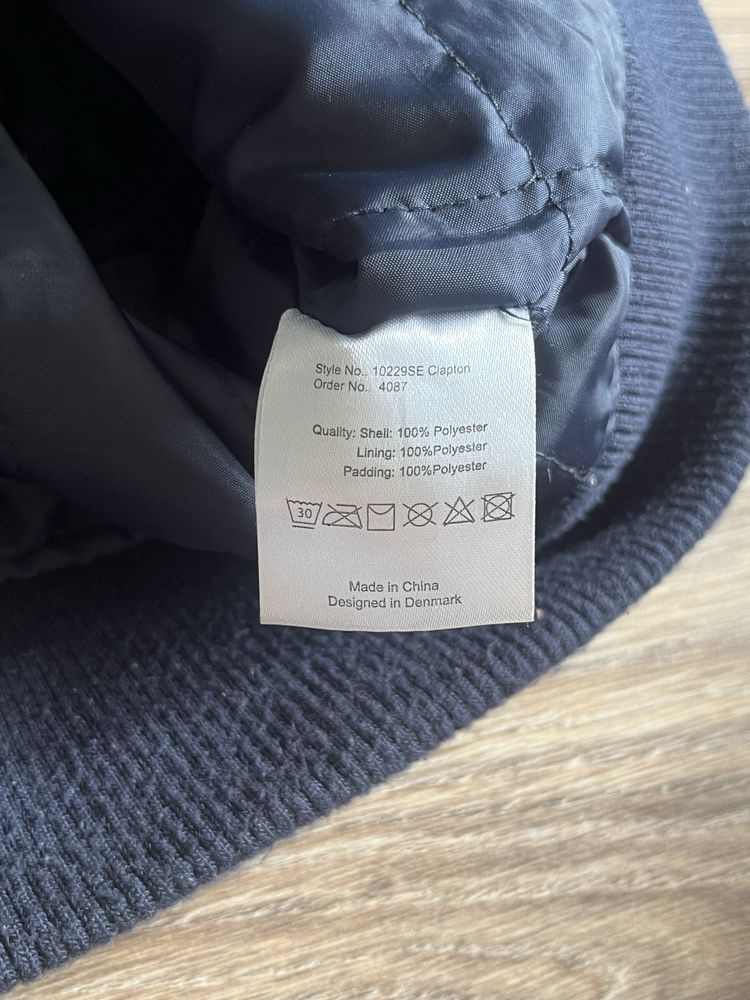 Style No.. 10229SE Clapton
Order No.. 4087
Quality: Shell: 100% Polyester
Lining: 100%Polyester
Padding: 100%Polyester
30
Made in China
Designed in Denmark